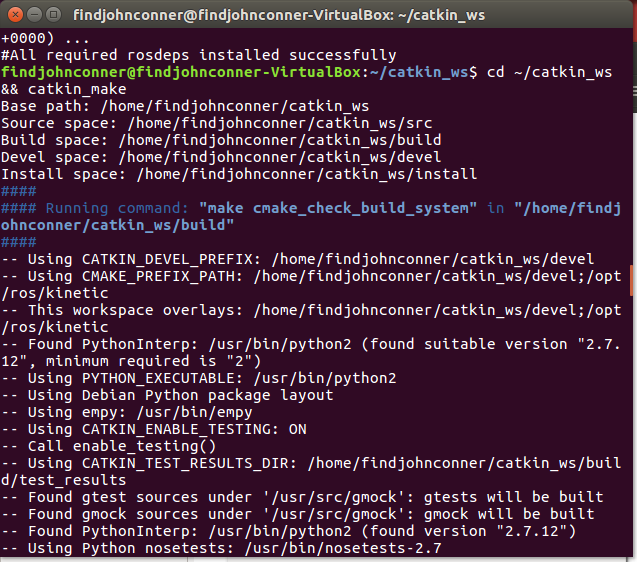 findjohnconner@findjohnconner-VirtualBox: ~/catkin_ws
+0000) ...
#All required rosdeps installed successfully
findjohnconner@findjohnconner-VirtualBox:~/catkin_ws$ cd ~/catkin_ws
&& catkin_make
Base path: /home/findjohnconner/catkin_ws
Source space: /home/findjohnconner/catkin_ws/src
Build space: /home/findjohnconner/catkin_ws/build
Devel space: /home/findjohnconner/catkin_ws/devel
Install space: /home/findjohnconner/catkin_ws/install
####
#### Running command: "make cmake_check_build_system" in "/home/findj
ohnconner/catkin_ws/build"
####
-- Using CATKIN_DEVEL_PREFIX: /home/findjohnconner/catkin_ws/devel
-- Using CMAKE_PREFIX_PATH: /home/findjohnconner/catkin_ws/devel;/opt
/ros/kinetic
-- This workspace overlays: /home/findjohnconner/catkin_ws/devel;/opt
/ros/kinetic
-- Found PythonInterp: /usr/bin/python2 (found suitable version "2.7.
12", minimum required is "2")
-- Using PYTHON_EXECUTABLE: /usr/bin/python2
-- Using Debian Python package layout
-- Using empy: /usr/bin/empy
-- Using CATKIN_ENABLE_TESTING: ON
-- Call enable_testing()
-- Using CATKIN_TEST_RESULTS_DIR: /home/findjohnconner/catkin_ws/buil
d/test_results
-- Found gtest sources under '/usr/src/gmock': gtests will be built
-- Found gmock sources under '/usr/src/gmock': gmock will be built
-- Found PythonInterp: /usr/bin/python2 (found version "2.7.12")
-- Using Python nosetests: /usr/bin/nosetests-2.7